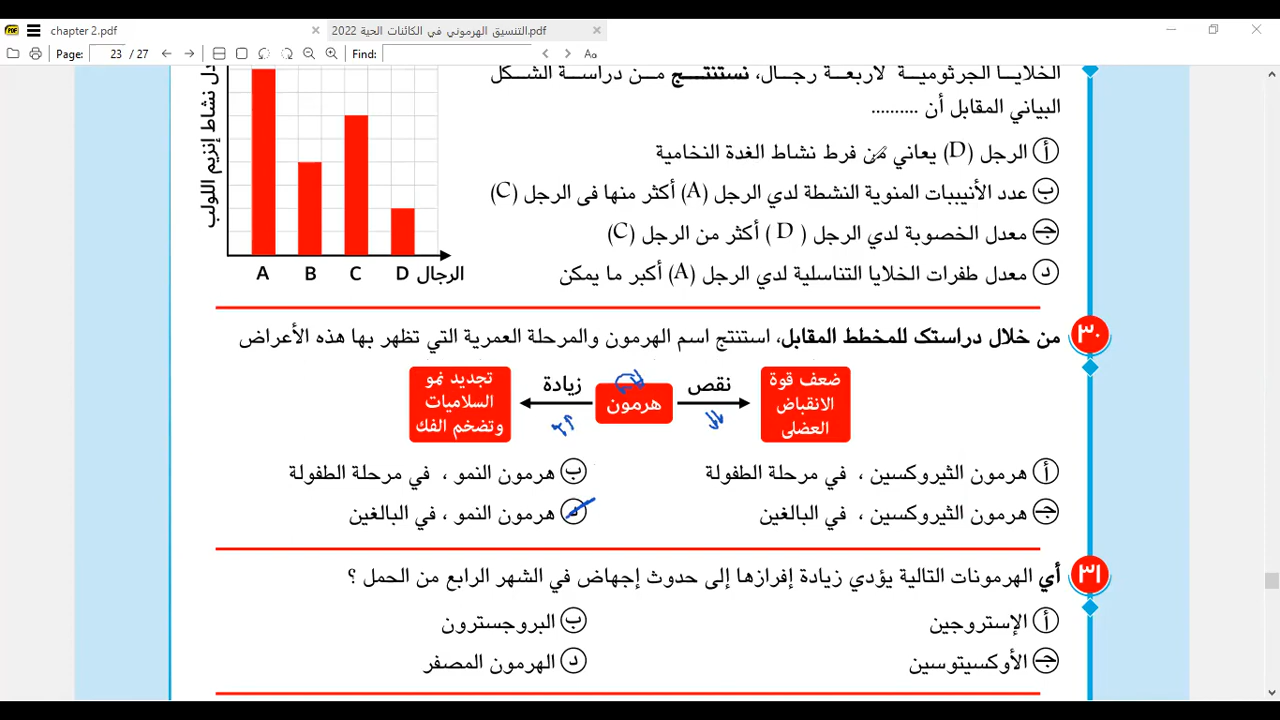 chapter 2.pdf
التنسيق الهرموني في الكائنات الحية 2022.pdf
Page: 23 / 27
Find:
الخلايا الجرثومية لاربعة رجال، نستنتج من دراسة الشكل
البياني المقابل أن ..........
أ الرجل (D) يعاني من فرط نشاط الغدة النخامية
ب عدد الأنيببات المنوية النشطة لدي الرجل (A) أكثر منها فى الرجل (C)
ج معدل الخصوبة لدي الرجل ( D ) أكثر من الرجل (C)
د معدل طفرات الخلايا التناسلية لدي الرجل (A) أكبر ما يمكن
دل نشاط إنزيم اللولب
A B C D الرجال
٣٠ من خلال دراستك للمخطط المقابل، استنتج اسم الهرمون والمرحلة العمرية التي تظهر بها هذه الأعراض
ضعف قوة
الانقباض
العضلى
نقص
هرمون
زيادة
تجديد نمو
السلاميات
وتضخم الفك
أ هرمون الثيروكسين ، في مرحلة الطفولة
ب هرمون النمو ، في مرحلة الطفولة
ج هرمون الثيروكسين ، في البالغين
د هرمون النمو ، في البالغين
٣١ أي الهرمونات التالية يؤدي زيادة إفرازها إلى حدوث إجهاض في الشهر الرابع من الحمل ؟
أ الإستروجين
ب البروجسترون
ج الأوكسيتوسين
د الهرمون المصفر